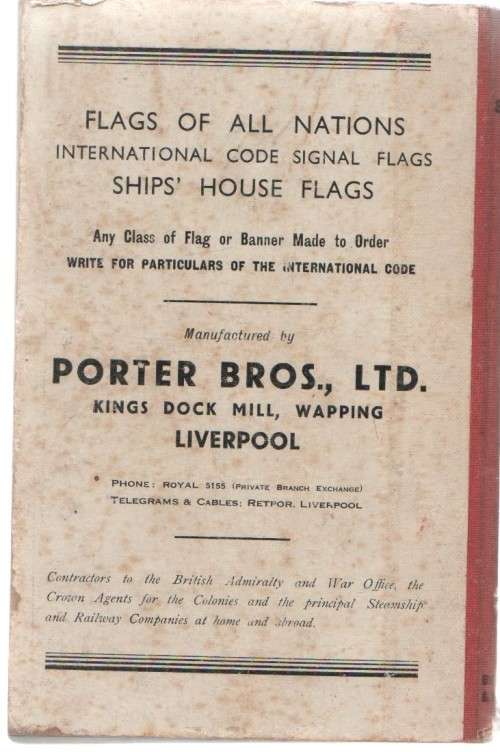 FLAGS OF ALL NATIONS
INTERNATIONAL CODE SIGNAL FLAGS
SHIPS' HOUSE FLAGS
Any Class of Flag or Banner Made to Order
WRITE FOR PARTICULARS OF THE INTERNATIONAL CODE
Manufactured by
PORTER BROS., LTD.
KINGS DOCK MILL, WAPPING
LIVERPOOL
PHONE: ROYAL 5155 (PRIVATE BRANCH EXCHANGE)
TELEGRAMS & CABLES: RETPOR, LIVERPOOL
Contractors to the British Admiralty and War Office, the
Crown Agents for the Colonies and the principal Steamship
and Railway Companies at home and abroad.